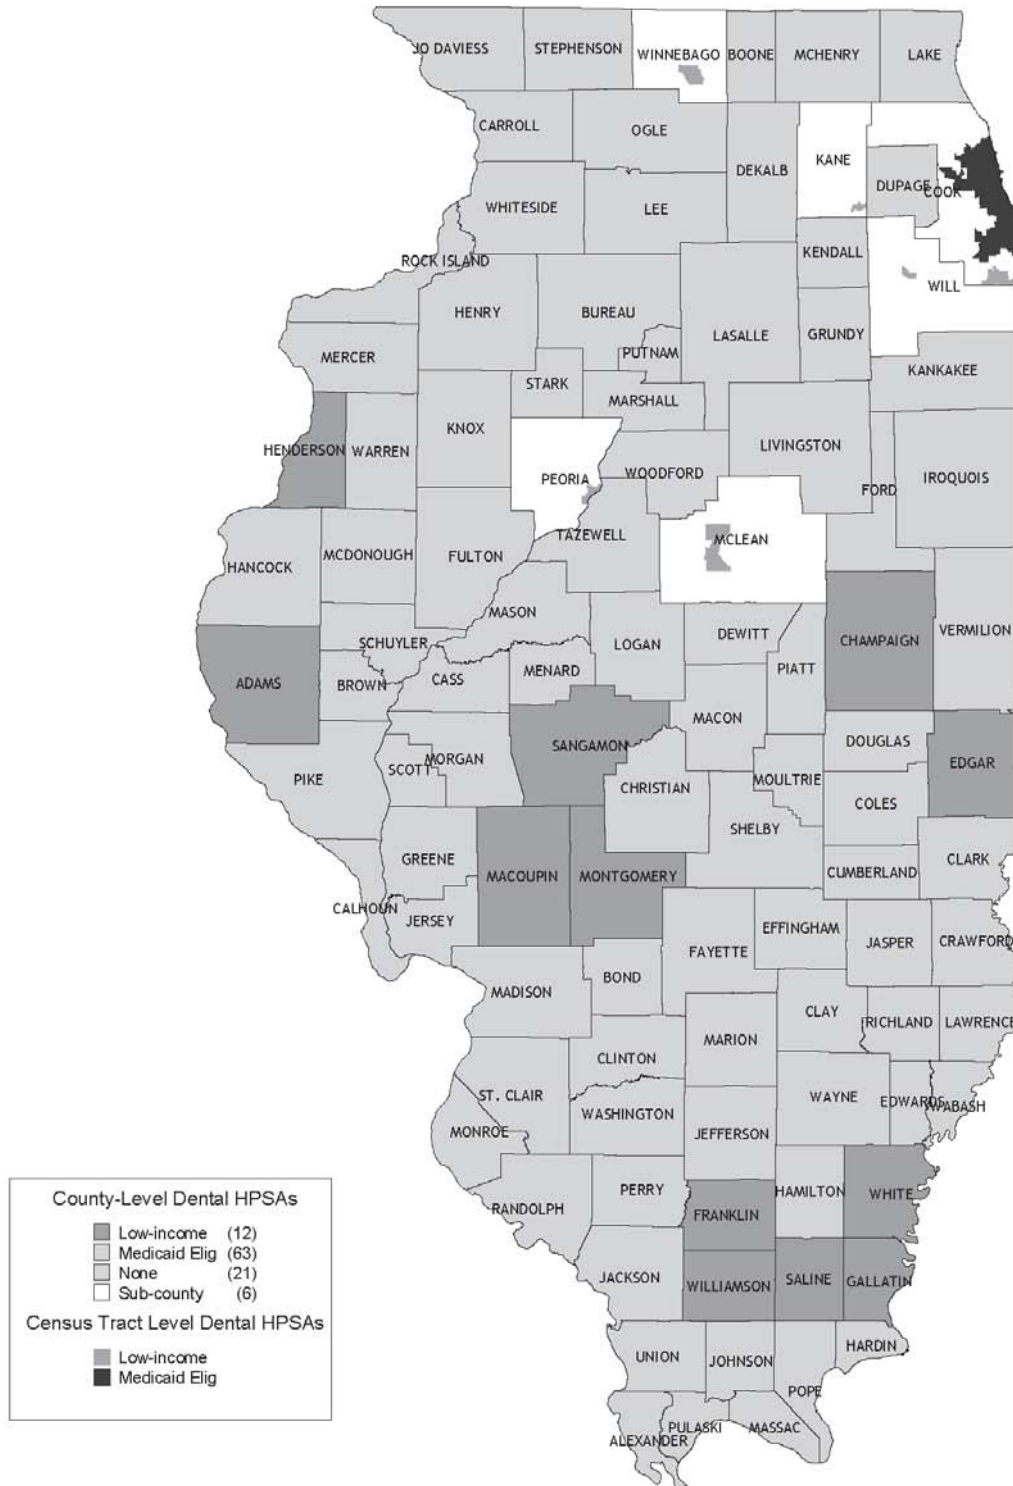 JO DAVIESS
STEPHENSON
WINNEBAGO
BOONE
MCHENRY
LAKE
CARROLL
OGLE
DEKALB
KANE
DUPAGE
COOK
WHITESIDE
LEE
ROCK ISLAND
KENDALL
WILL
HENRY
BUREAU
LASALLE
GRUNDY
MERCER
PUTNAM
KANKAKEE
STARK
MARSHALL
HENDERSON
WARREN
KNOX
LIVINGSTON
PEORIA
WOODFORD
FORD
IROQUOIS
HANCOCK
MCDONOUGH
FULTON
TAZEWELL
MCLEAN
MASON
SCHUYLER
LOGAN
DEWITT
CHAMPAIGN
VERMILION
ADAMS
BROWN
CASS
MENARD
PIATT
MACON
SANGAMON
DOUGLAS
EDGAR
PIKE
SCOTT
MORGAN
CHRISTIAN
MOULTRIE
COLES
SHELBY
GREENE
MACOUPIN
MONTGOMERY
CUMBERLAND
CLARK
CALHOUN
JERSEY
FAYETTE
EFFINGHAM
JASPER
CRAWFORD
MADISON
BOND
CLAY
RICHLAND
LAWRENCE
MARION
CLINTON
ST. CLAIR
WAYNE
EDWARDS
WABASH
WASHINGTON
MONROE
JEFFERSON
RANDOLPH
PERRY
HAMILTON
WHITE
FRANKLIN
JACKSON
WILLIAMSON
SALINE
GALLATIN
UNION
JOHNSON
HARDIN
POPE
ALEXANDER
PULASKI
MASSAC
County-Level Dental HPSAs
Low-income (12)
Medicaid Elig (63)
None (21)
Sub-county (6)
Census Tract Level Dental HPSAs
Low-income
Medicaid Elig